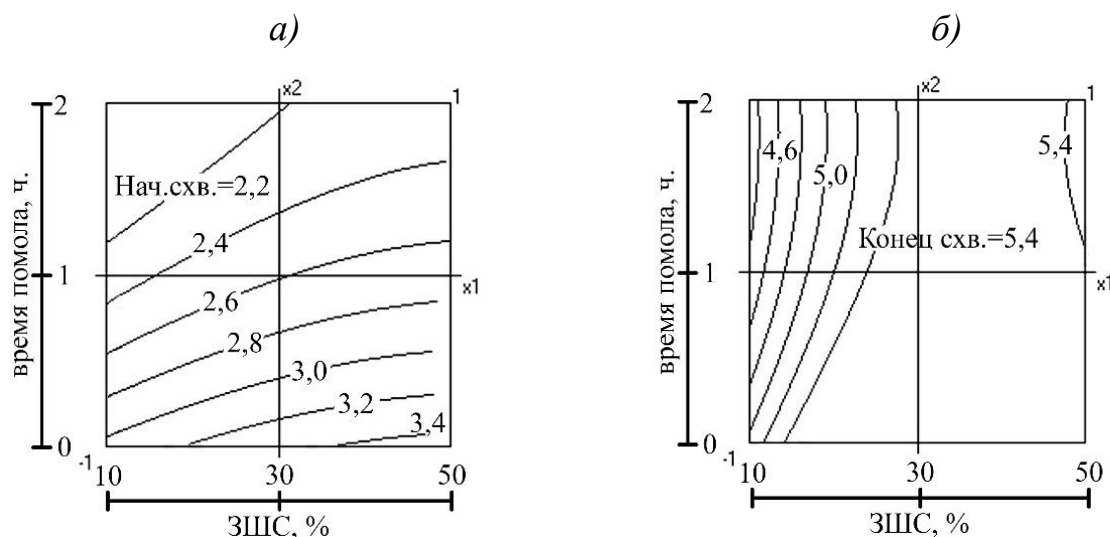 а)
x2
2
1
Нач.схв.=2,2
2,4
время помола, ч.
1
x1
2,6
2,8
3,0
3,2
3,4
0
-1
10
30
50
ЗШС, %
б)
x2
2
1
4,6
5,4
5,0
Конец схв.=5,4
время помола, ч.
1
x1
0
-1
10
30
50
ЗШС, %